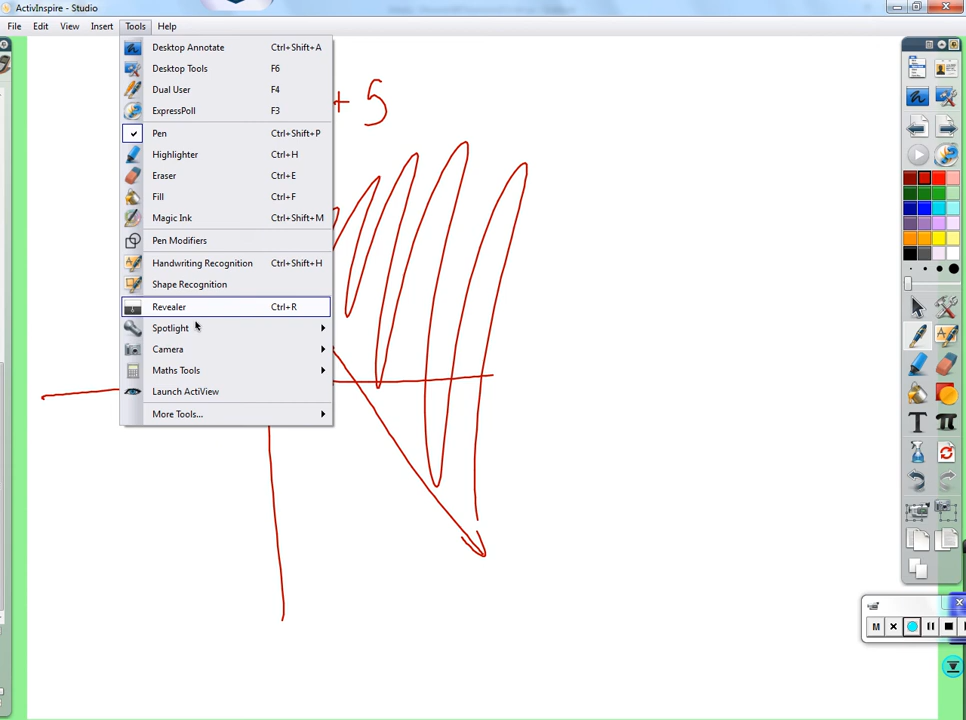 ActivInspire - Studio
File Edit View Insert Tools Help
Desktop Annotate Ctrl+Shift+A
Desktop Tools F6
Dual User F4
ExpressPoll F3
Pen Ctrl+Shift+P
Highlighter Ctrl+H
Eraser Ctrl+E
Fill Ctrl+F
Magic Ink Ctrl+Shift+M
Pen Modifiers
Handwriting Recognition Ctrl+Shift+H
Shape Recognition
Revealer Ctrl+R
Spotlight
Camera
Maths Tools
Launch ActiView
More Tools...
+ 5
T π
M